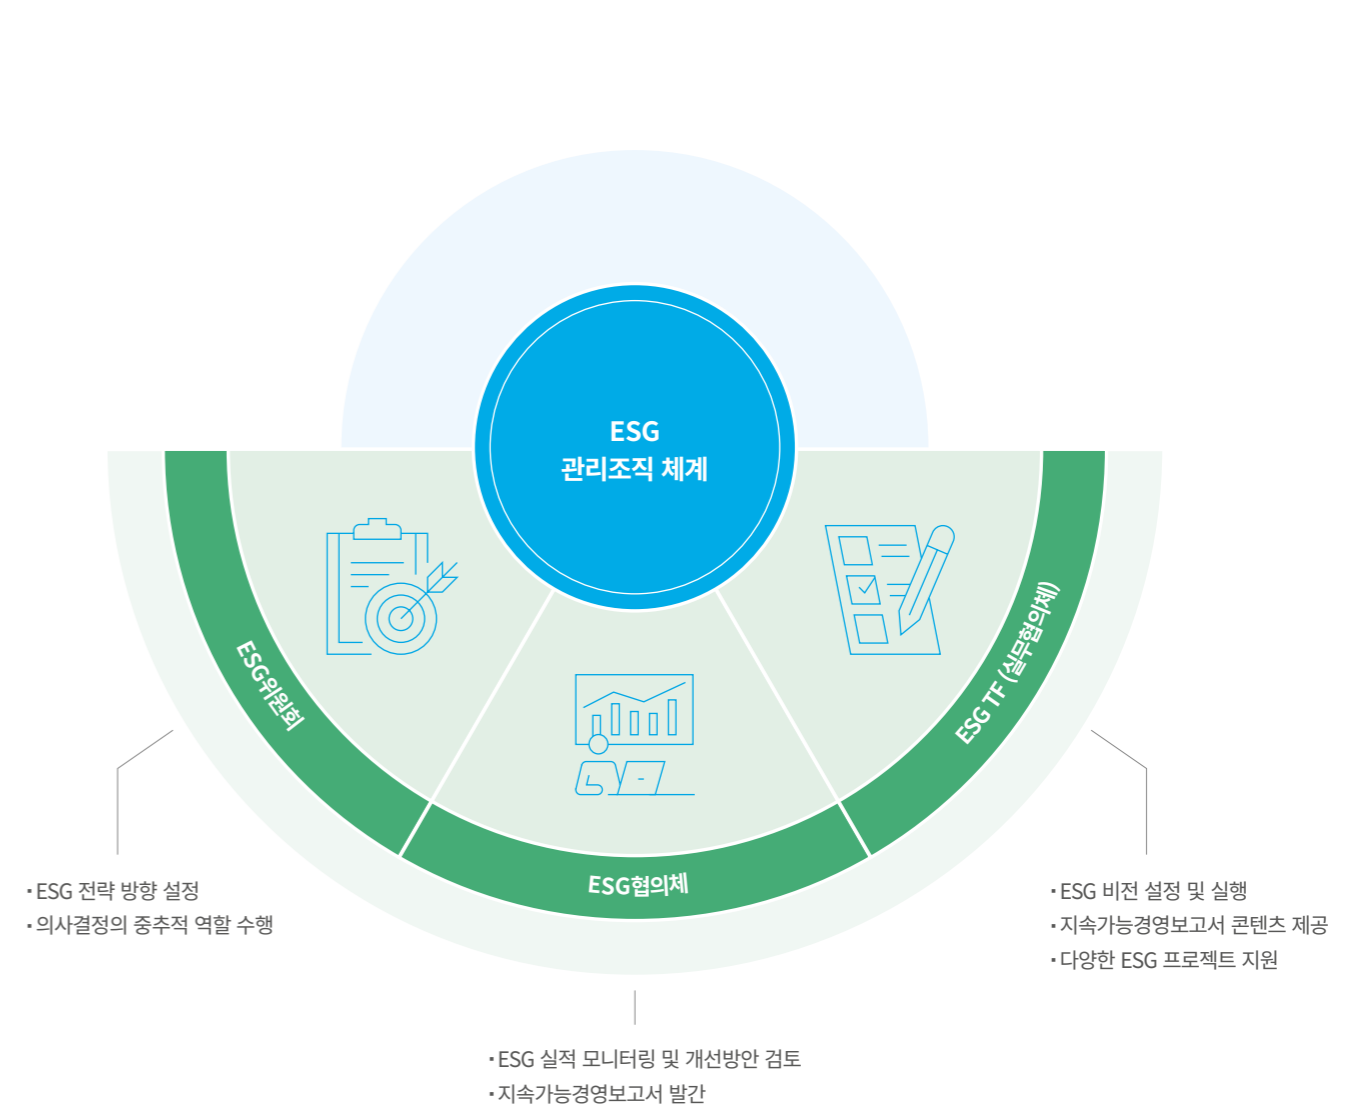 ESG
관리조직 체계
ESG위원회
ESG협의체
ESG TF (실무협의체)
▪ESG 전략 방향 설정
▪의사결정의 중추적 역할 수행
▪ESG 실적 모니터링 및 개선방안 검토
▪지속가능경영보고서 발간
▪ESG 비전 설정 및 실행
▪지속가능경영보고서 콘텐츠 제공
▪다양한 ESG 프로젝트 지원